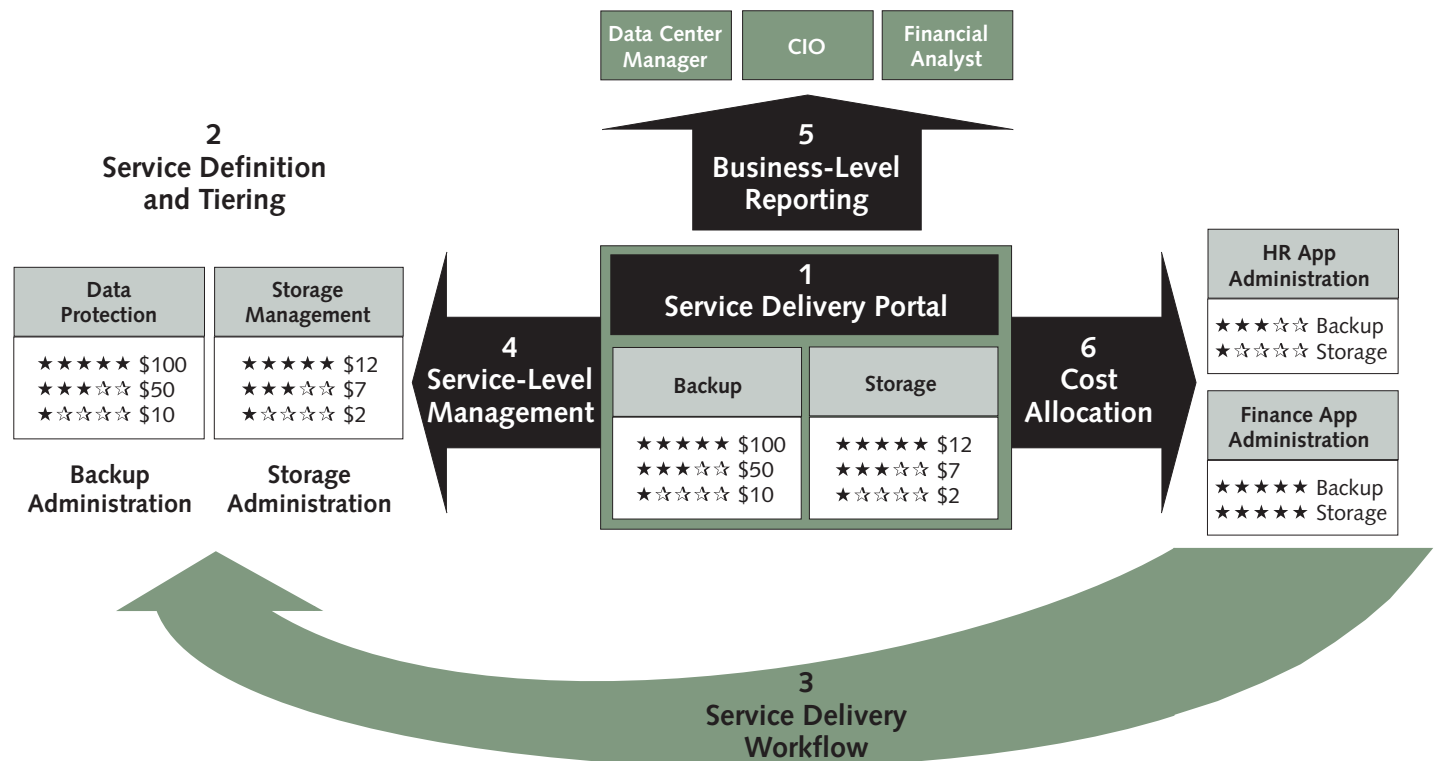 Data Center
Manager
CIO
Financial
Analyst
5
Business-Level
Reporting
2
Service Definition
and Tiering
Data
Protection
★★★★★ $100
★★★☆☆ $50
★☆☆☆☆ $10
Backup
Administration
Storage
Management
★★★★★ $12
★★★☆☆ $7
★☆☆☆☆ $2
Storage
Administration
4
Service-Level
Management
1
Service Delivery Portal
Backup
★★★★★ $100
★★★☆☆ $50
★☆☆☆☆ $10
Storage
★★★★★ $12
★★★☆☆ $7
★☆☆☆☆ $2
6
Cost
Allocation
HR App
Administration
★★★☆☆ Backup
★☆☆☆☆ Storage
Finance App
Administration
★★★★★ Backup
★★★★★ Storage
3
Service Delivery
Workflow